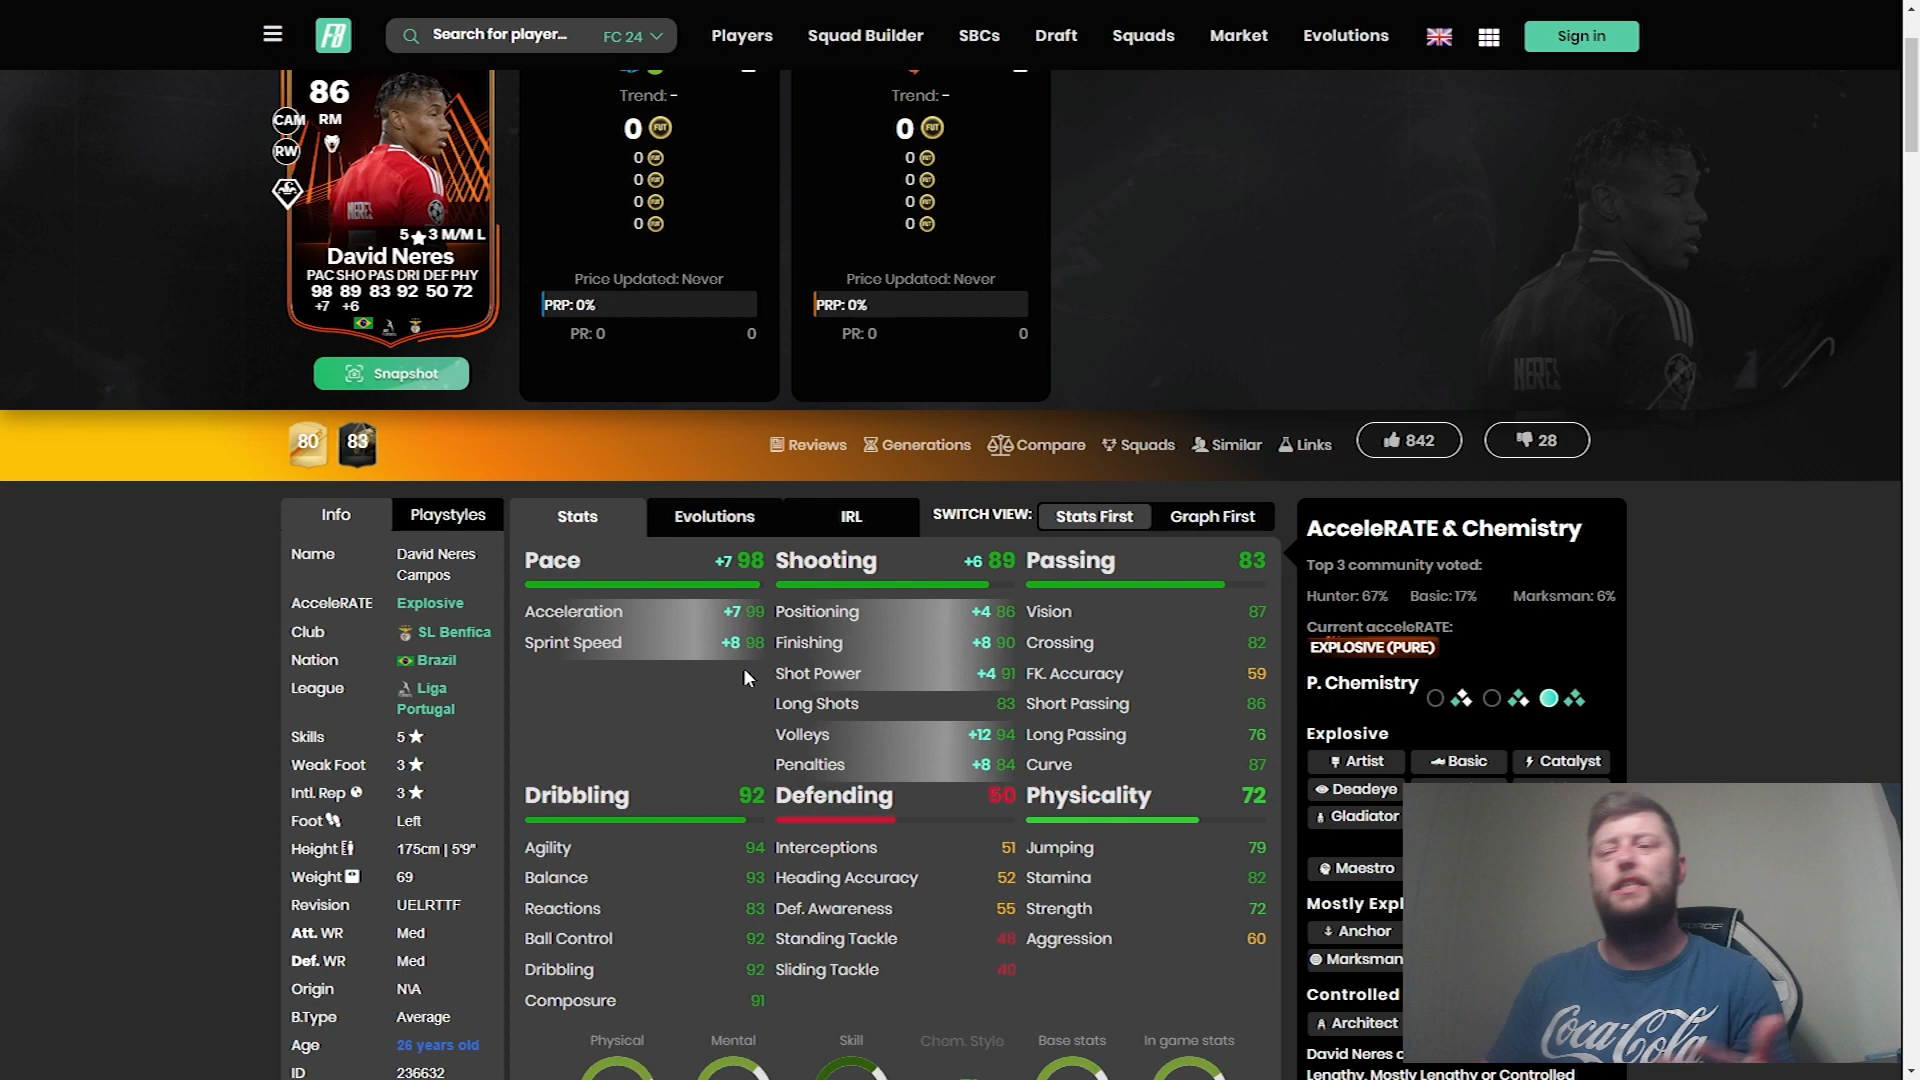 FB
Search for player... FC 24
Players Squad Builder SBCs Draft Squads Market Evolutions
Sign in
86
RM
CAM
RW
MERES
5★3 M/M L
David Neres
PAC SHO PAS DRI DEF PHY
98 89 83 92 50 72
+7 +6
Snapshot
Trend: -
0 FUT
0
0
0
0
Price Updated: Never
PRP: 0%
PR: 0 0
Trend: -
0 FUT
0
0
0
0
Price Updated: Never
PRP: 0%
PR: 0 0
80 83
Reviews Generations Compare Squads Similar Links 842 28
Info Playstyles
Name David Neres
Campos
AcceleRATE Explosive
Club SL Benfica
Nation Brazil
League Liga
Portugal
Skills 5★
Weak Foot 3★
Intl. Rep 3★
Foot Left
Height 175cm | 5'9"
Weight 69
Revision UELRTTF
Att. WR Med
Def. WR Med
Origin N\A
B.Type Average
Age 26 years old
ID 236632
Stats Evolutions IRL SWITCH VIEW: Stats First Graph First
Pace +7 98
Acceleration +7 99
Sprint Speed +8 98
Shooting +6 89
Positioning +4 86
Finishing +8 90
Shot Power +4 91
Long Shots 83
Volleys +12 94
Penalties +8 84
Passing 83
Vision 87
Crossing 82
FK. Accuracy 59
Short Passing 86
Long Passing 76
Curve 87
Dribbling 92
Agility 94
Balance 93
Reactions 83
Ball Control 92
Dribbling 92
Composure 91
Defending 50
Interceptions 51
Heading Accuracy 52
Def. Awareness 55
Standing Tackle 48
Sliding Tackle 40
Physicality 72
Jumping 79
Stamina 82
Strength 72
Aggression 60
Physical Mental Skill Chem. Style Base stats In game stats
AcceleRATE & Chemistry
Top 3 community voted:
Hunter: 67% Basic: 17% Marksman: 6%
Current acceleRATE:
EXPLOSIVE (PURE)
P. Chemistry
Explosive
Artist Basic Catalyst
Deadeye
Gladiator
Maestro
Mostly Expl
Anchor
Marksman
Controlled
Architect
David Neres c
Lengthy, Mostly Lengthy or Controlled
FORCE
Coca-Cola